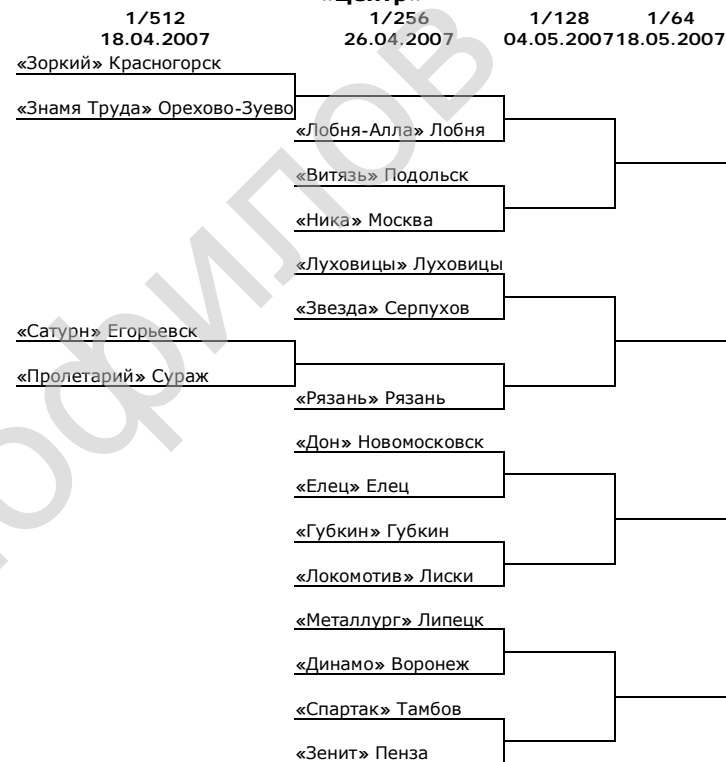 «Центр»
1/512 1/256 1/128 1/64
18.04.2007 26.04.2007 04.05.2007 18.05.2007
«Зоркий» Красногорск
«Знамя Труда» Орехово-Зуево
«Лобня-Алла» Лобня
«Витязь» Подольск
«Ника» Москва
«Луховицы» Луховицы
«Звезда» Серпухов
«Сатурн» Егорьевск
«Пролетарий» Сураж
«Рязань» Рязань
«Дон» Новомосковск
«Елец» Елец
«Губкин» Губкин
«Локомотив» Лиски
«Металлург» Липецк
«Динамо» Воронеж
«Спартак» Тамбов
«Зенит» Пенза